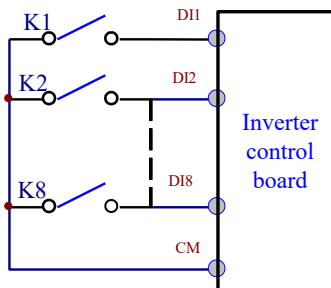 K1
DI1
K2
DI2
Inverter
control
board
K8
DI8
CM